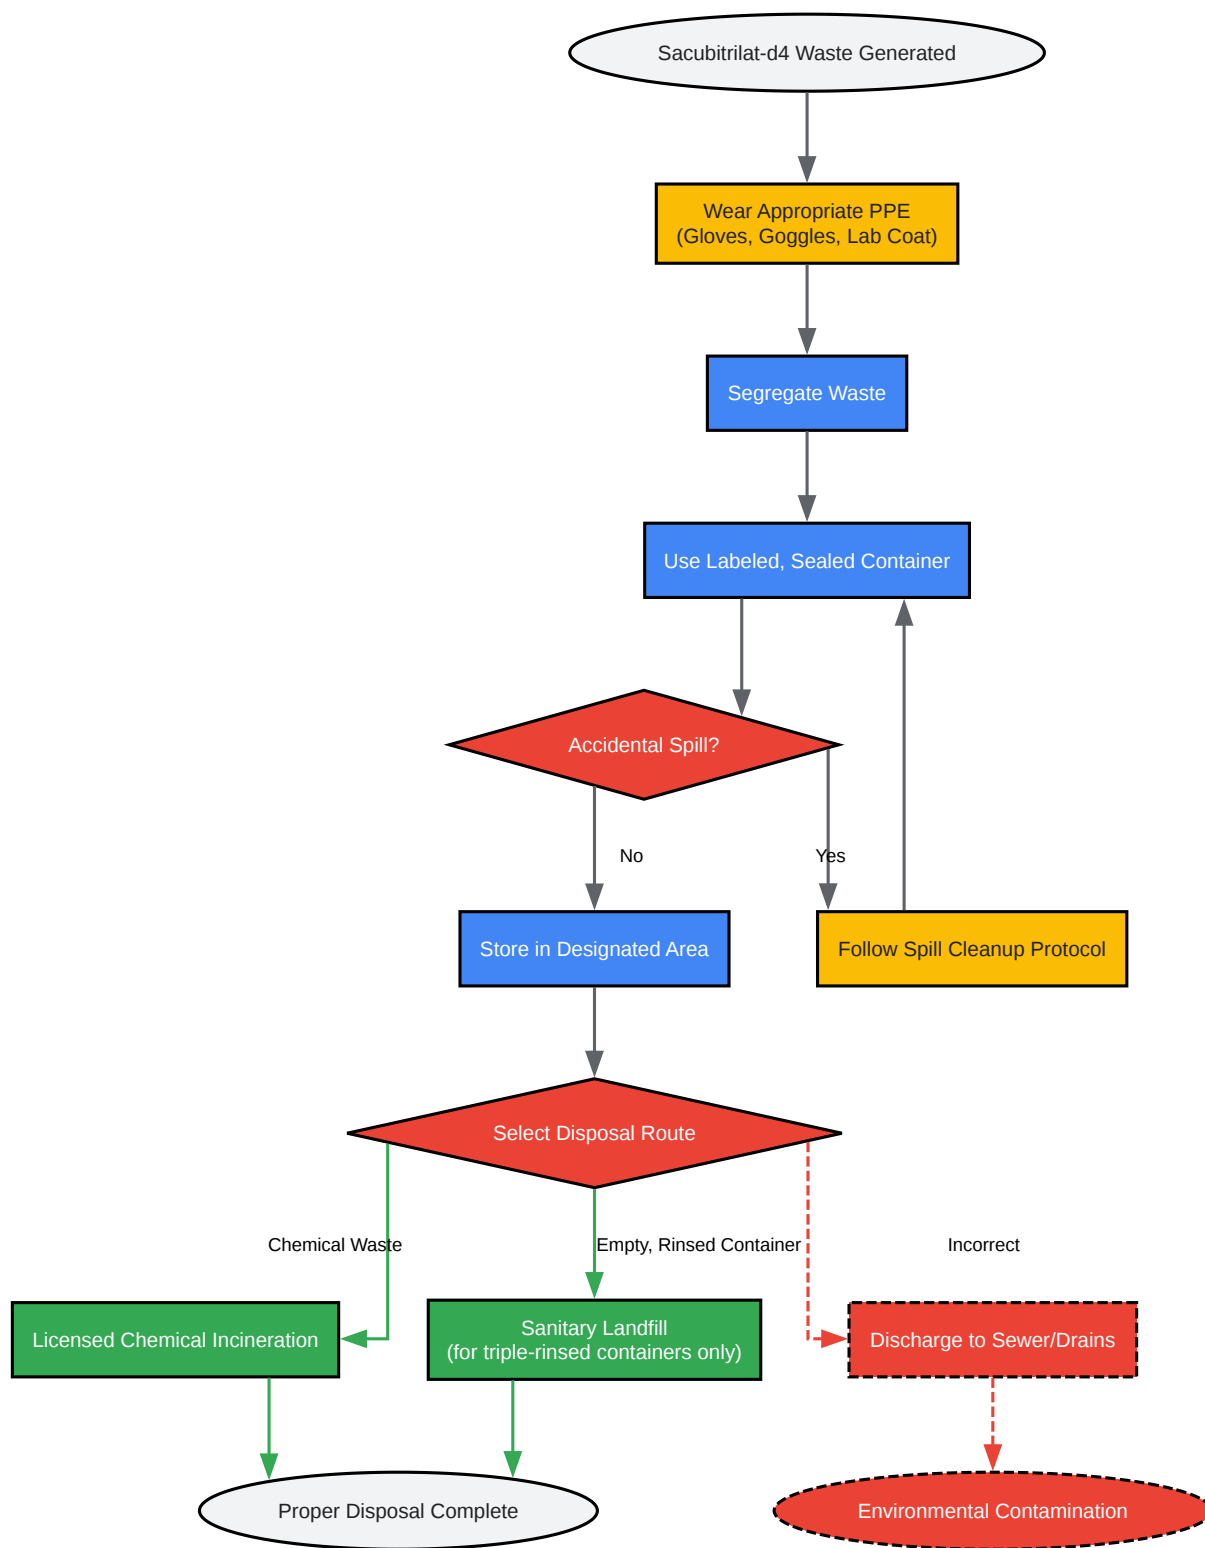 Sacubitrilat-d4 Waste Generated
Wear Appropriate PPE
(Gloves, Goggles, Lab Coat)
Segregate Waste
Use Labeled, Sealed Container
Accidental Spill?
No
Yes
Store in Designated Area
Follow Spill Cleanup Protocol
Select Disposal Route
Chemical Waste
Empty, Rinsed Container
Incorrect
Licensed Chemical Incineration
Sanitary Landfill
(for triple-rinsed containers only)
Discharge to Sewer/Drains
Proper Disposal Complete
Environmental Contamination